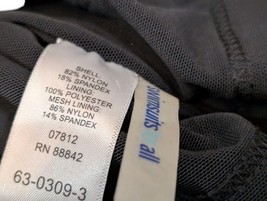 SHELL
82% NYLON
18% SPANDEX
LINING:
100% POLYESTER
MESH LINING:
86% NYLON
14% SPANDEX
07812
RN 88842
63-0309-3
swimsuits all